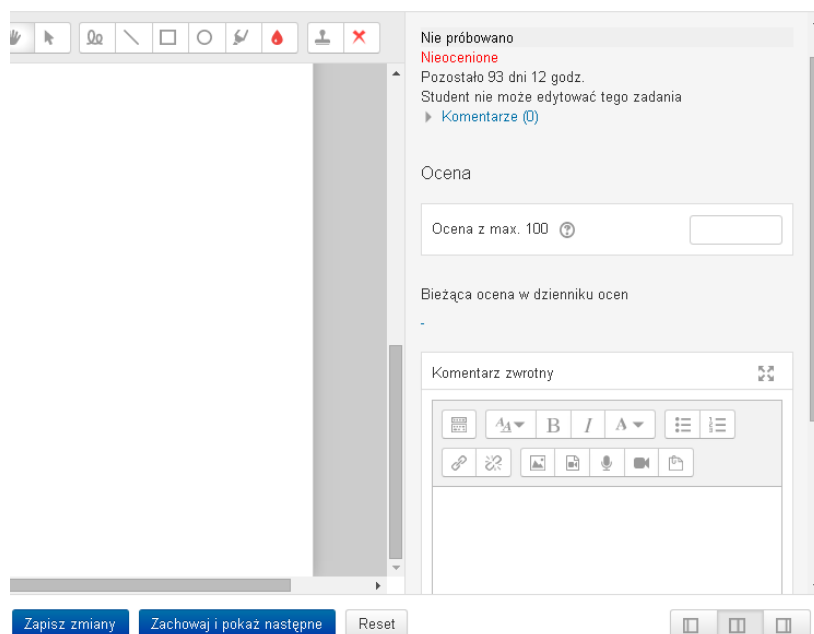 Nie próbowano
Nieocenione
Pozostało 93 dni 12 godz.
Student nie może edytować tego zadania
Komentarze (0)
Ocena
Ocena z max. 100
Bieżąca ocena w dzienniku ocen
-
Komentarz zwrotny
Zapisz zmiany
Zachowaj i pokaż następne
Reset